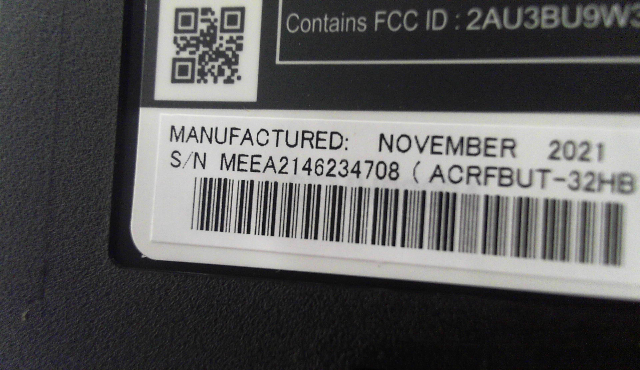 Contains FCC ID : 2AU3BU9W3
MANUFACTURED: NOVEMBER 2021
S/N MEEA2146234708 ( ACRFBUT-32HB